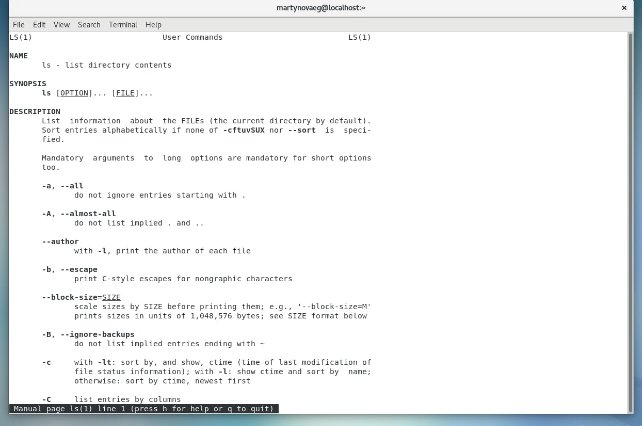 martynovaeg@localhost:~
File Edit View Search Terminal Help
LS(1) User Commands LS(1)
NAME
ls - list directory contents
SYNOPSIS
ls [OPTION]... [FILE]...
DESCRIPTION
List information about the FILEs (the current directory by default).
Sort entries alphabetically if none of -cftuvSUX nor --sort is speci-
fied.
Mandatory arguments to long options are mandatory for short options
too.
-a, --all
do not ignore entries starting with .
-A, --almost-all
do not list implied . and ..
--author
with -l, print the author of each file
-b, --escape
print C-style escapes for nongraphic characters
--block-size=SIZE
scale sizes by SIZE before printing them; e.g., '--block-size=M'
prints sizes in units of 1,048,576 bytes; see SIZE format below
-B, --ignore-backups
do not list implied entries ending with ~
-c with -lt: sort by, and show, ctime (time of last modification of
file status information); with -l: show ctime and sort by name;
otherwise: sort by ctime, newest first
-C list entries by columns
Manual page ls(1) line 1 (press h for help or q to quit)